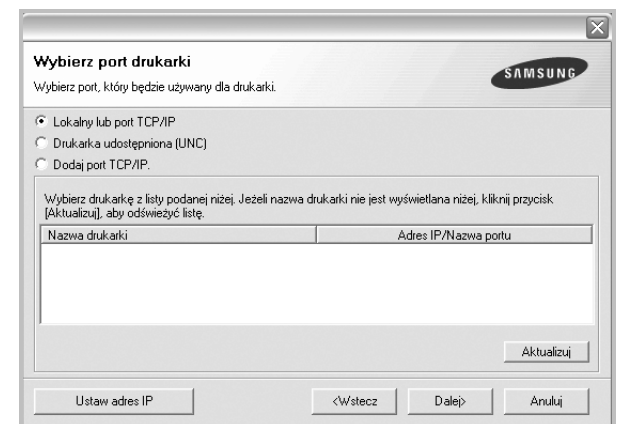 Wybierz port drukarki
Wybierz port, który będzie używany dla drukarki.
SAMSUNG
Lokalny lub port TCP/IP
Drukarka udostępniona (UNC)
Dodaj port TCP/IP.
Wybierz drukarkę z listy podanej niżej. Jeżeli nazwa drukarki nie jest wyświetlana niżej, kliknij przycisk
[Aktualizuj], aby odświeżyć listę.
Nazwa drukarki Adres IP/Nazwa portu
Aktualizuj
Ustaw adres IP <Wstecz Dalej> Anuluj